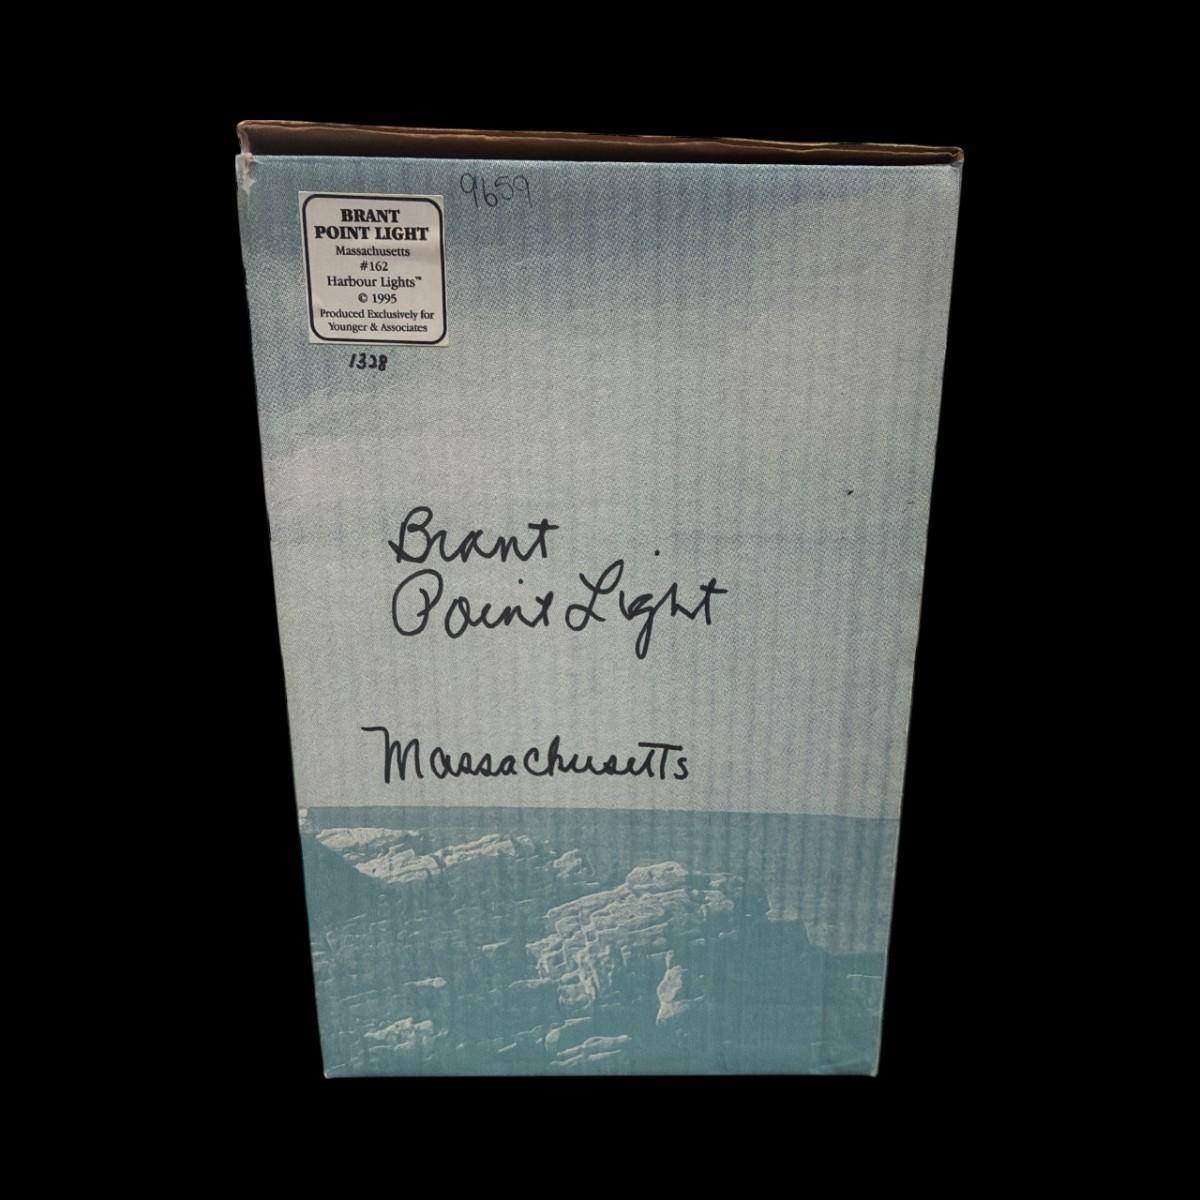 9659
BRANT
POINT LIGHT
Massachusetts
#162
Harbour Lights™
© 1995
Produced Exclusively for
Younger & Associates
1328
Brant
Point Light
Massachusetts